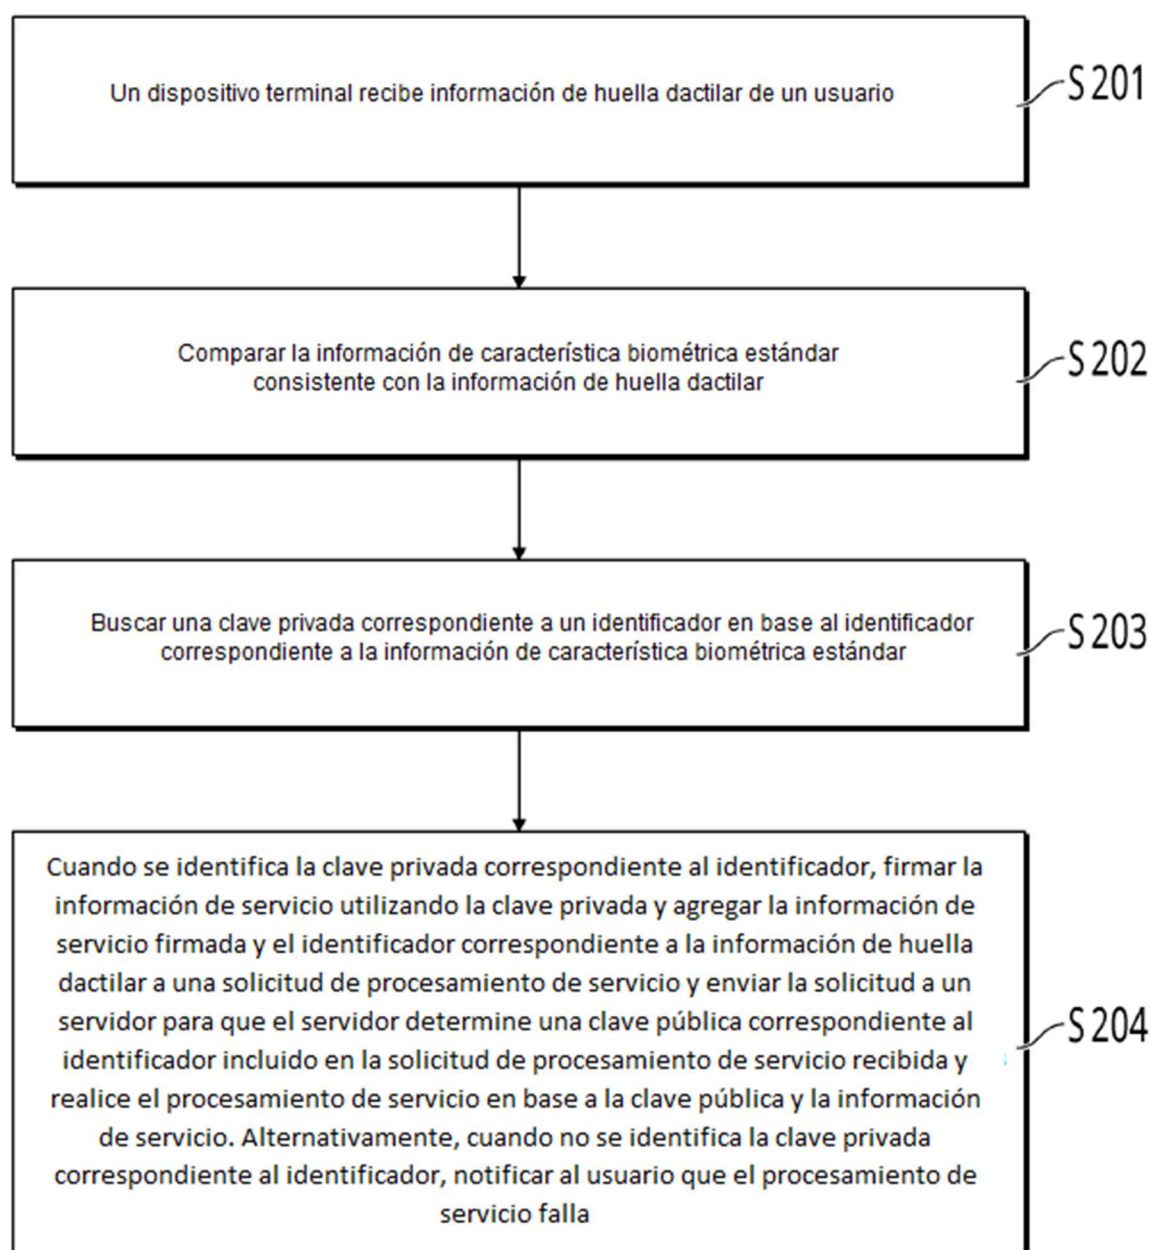 Un dispositivo terminal recibe información de huella dactilar de un usuario
S201
Comparar la información de característica biométrica estándar
consistente con la información de huella dactilar
S202
Buscar una clave privada correspondiente a un identificador en base al identificador
correspondiente a la información de característica biométrica estándar
S203
Cuando se identifica la clave privada correspondiente al identificador, firmar la
información de servicio utilizando la clave privada y agregar la información de
servicio firmada y el identificador correspondiente a la información de huella
dactilar a una solicitud de procesamiento de servicio y enviar la solicitud a un
servidor para que el servidor determine una clave pública correspondiente al
identificador incluido en la solicitud de procesamiento de servicio recibida y
realice el procesamiento de servicio en base a la clave pública y la información
de servicio. Alternativamente, cuando no se identifica la clave privada
correspondiente al identificador, notificar al usuario que el procesamiento de
servicio falla
S204